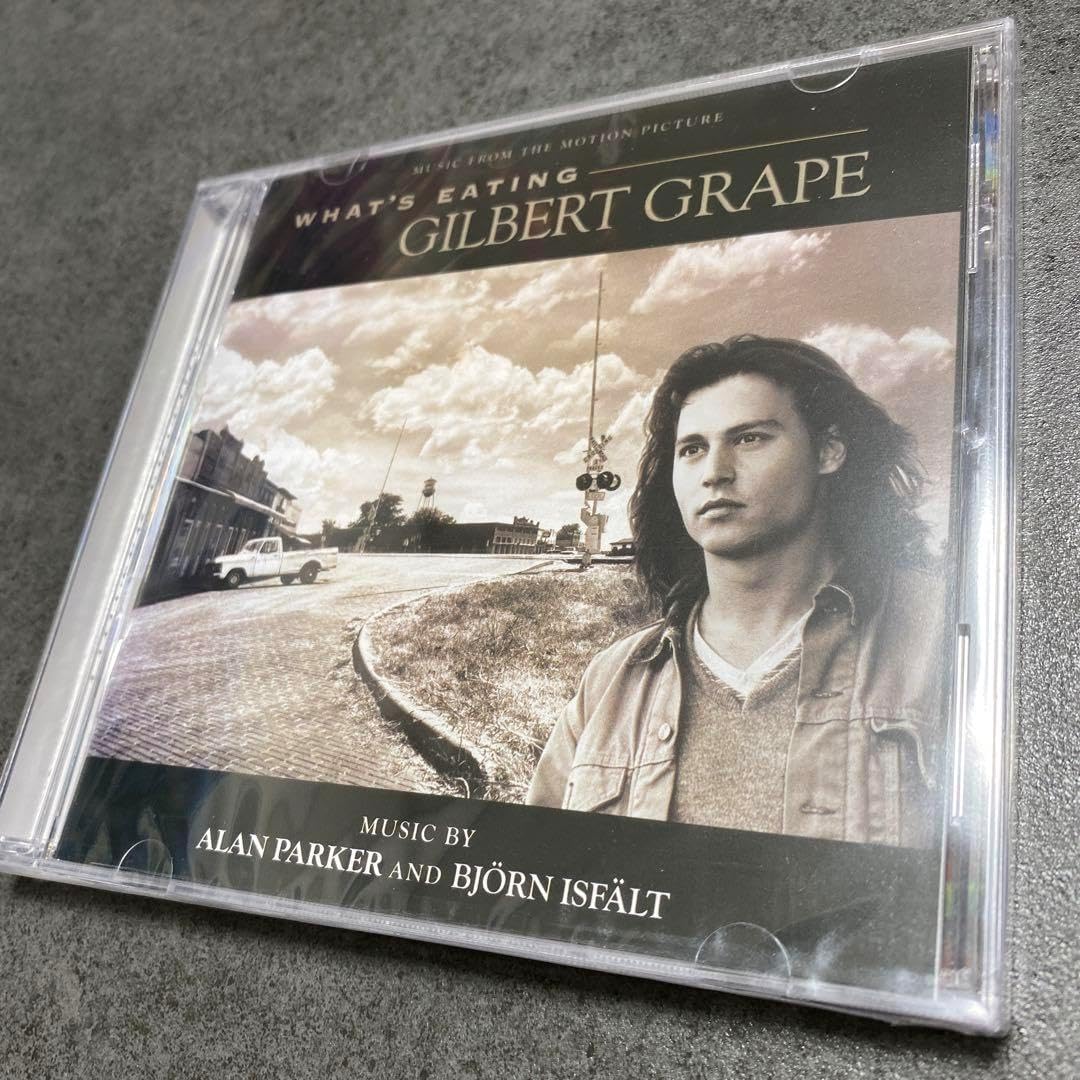 MUSIC FROM THE MOTION PICTURE
WHAT'S EATING
GILBERT GRAPE
MUSIC BY
ALAN PARKER AND BJÖRN ISFÄLT